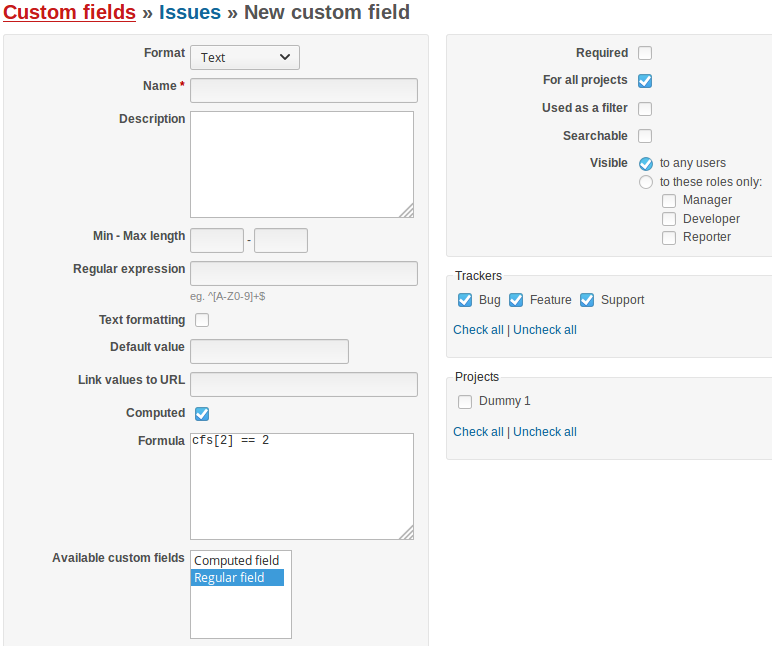 Custom fields » Issues » New custom field
Format Text
Name *
Description
Min - Max length -
Regular expression
eg. ^[A-Z0-9]+$
Text formatting
Default value
Link values to URL
Computed
Formula cfs[2] == 2
Available custom fields Computed field
Regular field
Required
For all projects
Used as a filter
Searchable
Visible to any users
to these roles only:
Manager
Developer
Reporter
Trackers
Bug Feature Support
Check all | Uncheck all
Projects
Dummy 1
Check all | Uncheck all